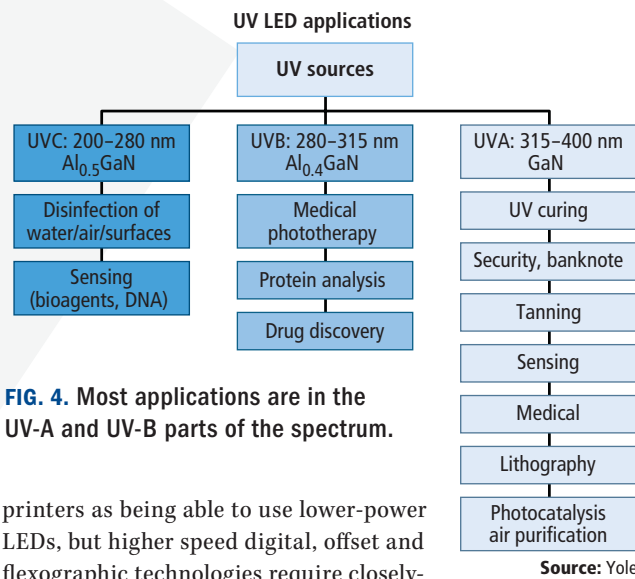 UV LED applications
UV sources
UVC: 200–280 nm
Al0.5GaN
Disinfection of
water/air/surfaces
Sensing
(bioagents, DNA)
UVB: 280–315 nm
Al0.4GaN
Medical
phototherapy
Protein analysis
Drug discovery
UVA: 315–400 nm
GaN
UV curing
Security, banknote
Tanning
Sensing
Medical
Lithography
Photocatalysis
air purification
Source: Yole
FIG. 4. Most applications are in the
UV-A and UV-B parts of the spectrum.
printers as being able to use lower-power
LEDs, but higher speed digital, offset and
flexographic technologies require closely-